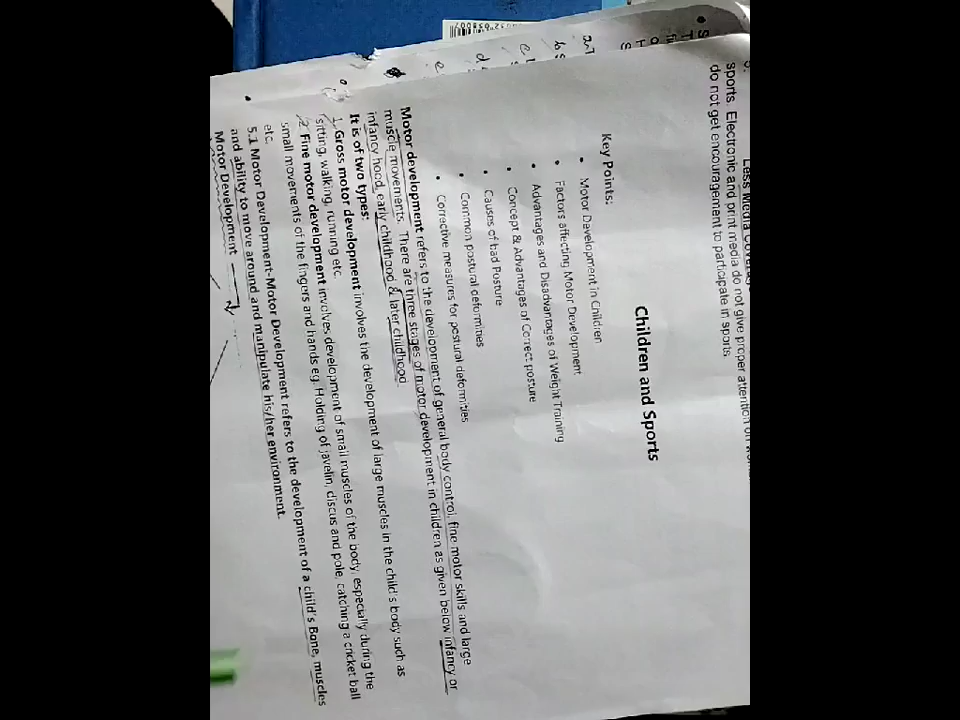 Less Media Coverage
sports. Electronic and print media do not give proper attention on
do not get encouragement to participate in sports.
Children and Sports
Key Points:
• Motor Development in Children
• Factors affecting Motor Development
• Advantages and Disadvantages of Weight Training
• Concept & Advantages of Correct posture
• Causes of bad Posture
• Common postural deformities
• Corrective measures for postural deformities
Motor development refers to the development of general body control, fine motor skills and large
muscle movements. There are three stages of motor development in children as given below infancy or
infancy hood, early childhood & later childhood.
It is of two types:
1. Gross motor development involves the development of large muscles in the child's body such as
sitting, walking, running etc.
2. Fine motor development involves development of small muscles of the body, especially during the
small movements of the fingers and hands eg. Holding of javelin, discus and pole, catching a cricket ball
etc.
5.1 Motor Development-Motor Development refers to the development of a child's Bone, muscles
and ability to move around and manipulate his/her environment.
Motor Development